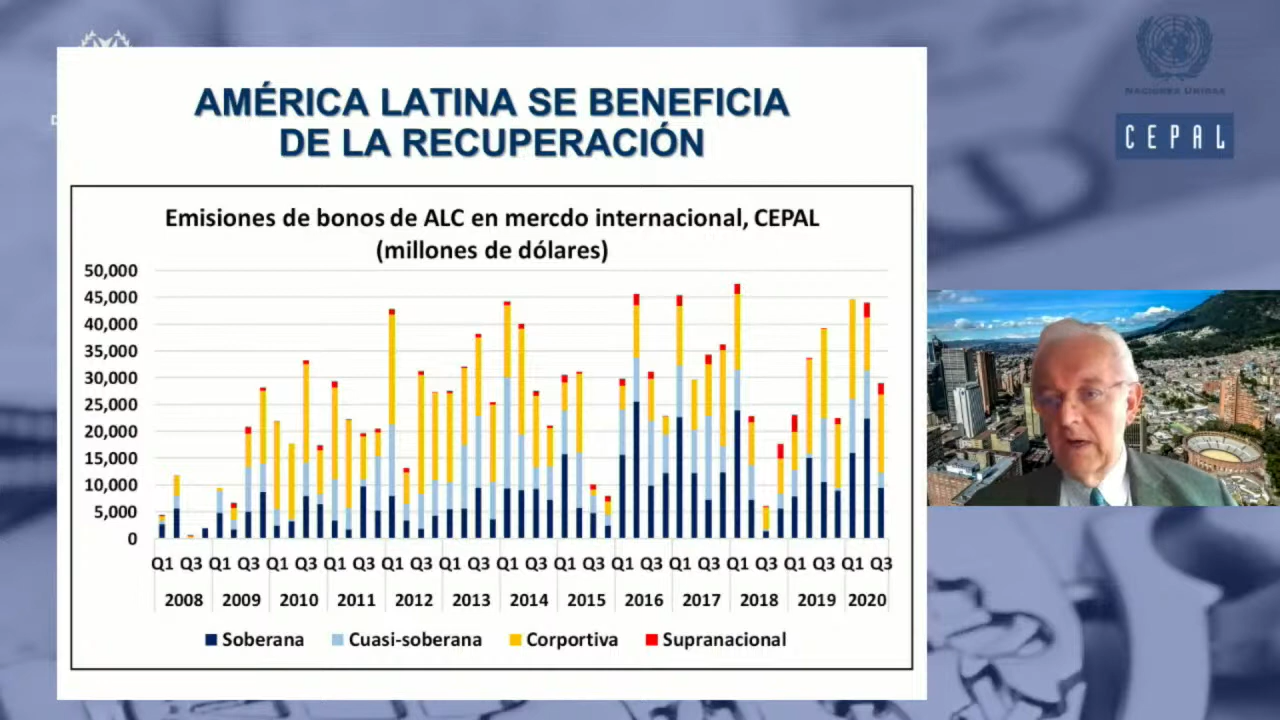 AMÉRICA LATINA SE BENEFICIA
DE LA RECUPERACIÓN
NACIONES UNIDAS
CEPAL
Emisiones de bonos de ALC en mercdo internacional, CEPAL
(millones de dólares)
50,000
45,000
40,000
35,000
30,000
25,000
20,000
15,000
10,000
5,000
0
Q1 Q3 Q1 Q3 Q1 Q3 Q1 Q3 Q1 Q3 Q1 Q3 Q1 Q3 Q1 Q3 Q1 Q3 Q1 Q3 Q1 Q3 Q1 Q3 Q1 Q3
2008 2009 2010 2011 2012 2013 2014 2015 2016 2017 2018 2019 2020
Soberana Cuasi-soberana Corportiva Supranacional